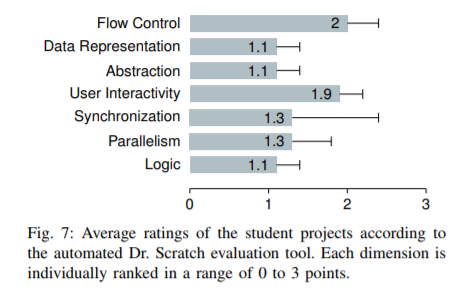 Flow Control 2
Data Representation 1.1
Abstraction 1.1
User Interactivity 1.9
Synchronization 1.3
Parallelism 1.3
Logic 1.1
0 1 2 3
Fig. 7: Average ratings of the student projects according to
the automated Dr. Scratch evaluation tool. Each dimension is
individually ranked in a range of 0 to 3 points.